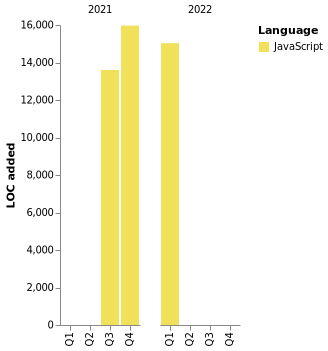 2021
2022
Language
JavaScript
LOC added
16,000
14,000
12,000
10,000
8,000
6,000
4,000
2,000
0
Q1
Q2
Q3
Q4
Q1
Q2
Q3
Q4